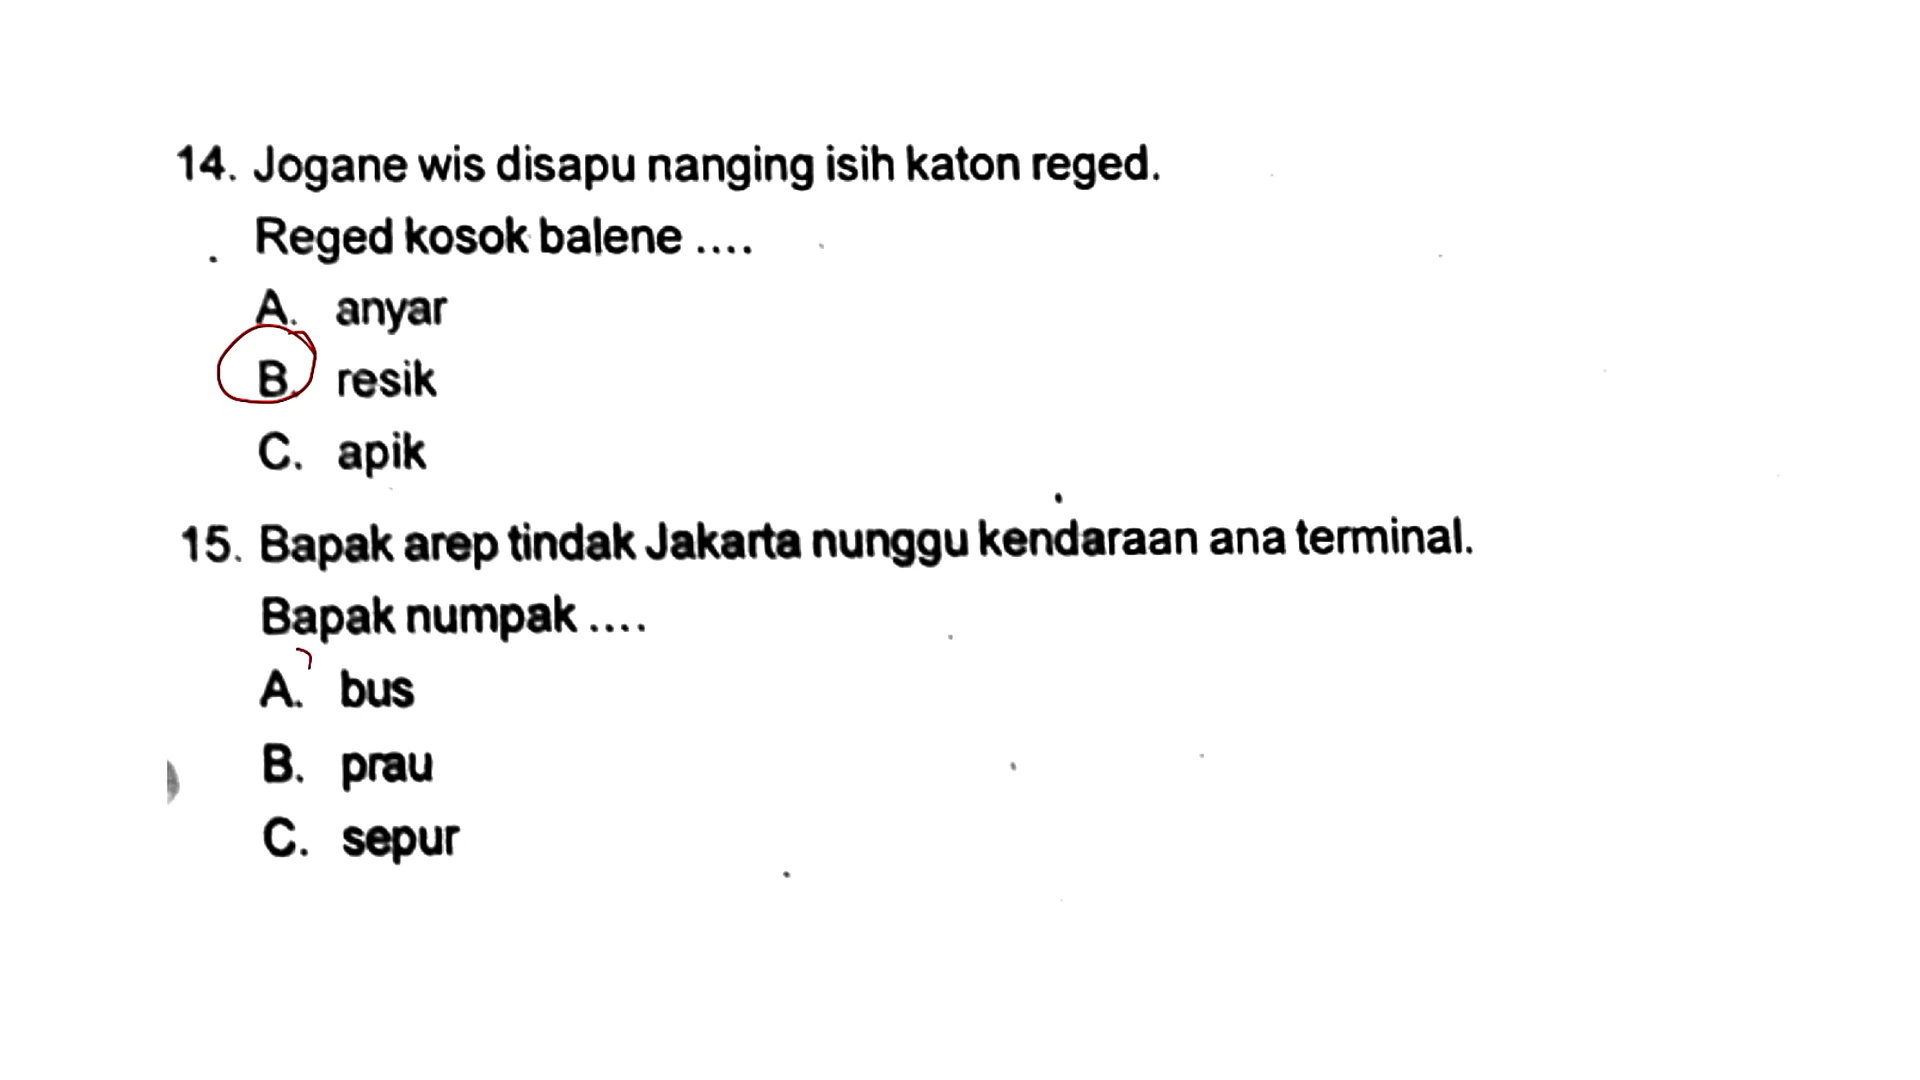 14. Jogane wis disapu nanging isih katon reged.
Reged kosok balene ....
A. anyar
B. resik
C. apik
15. Bapak arep tindak Jakarta nunggu kendaraan ana terminal.
Bapak numpak ....
A. bus
B. prau
C. sepur